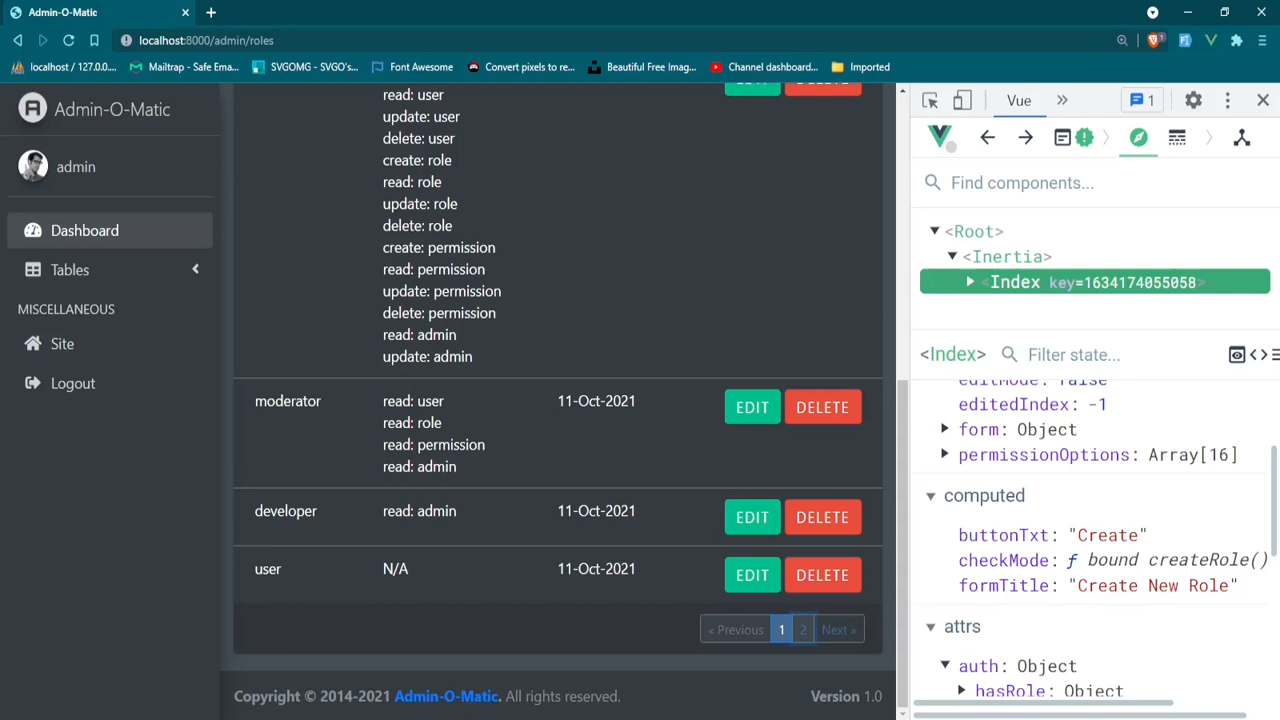 Admin-O-Matic
localhost:8000/admin/roles
localhost / 127.0.0.... Mailtrap - Safe Ema... SVGOMG - SVGO's... Font Awesome Convert pixels to re... Beautiful Free Imag... Channel dashboard... Imported
Admin-O-Matic
admin
Dashboard
Tables
MISCELLANEOUS
Site
Logout
read: user
update: user
delete: user
create: role
read: role
update: role
delete: role
create: permission
read: permission
update: permission
delete: permission
read: admin
update: admin
moderator read: user 11-Oct-2021 EDIT DELETE
read: role
read: permission
read: admin
developer read: admin 11-Oct-2021 EDIT DELETE
user N/A 11-Oct-2021 EDIT DELETE
« Previous 1 2 Next »
Copyright © 2014-2021 Admin-O-Matic. All rights reserved. Version 1.0
Vue 1
Find components...
<Root>
<Inertia>
<Index key=1634174055058>
<Index> Filter state...
editMode: false
editedIndex: -1
form: Object
permissionOptions: Array[16]
computed
buttonTxt: "Create"
checkMode: ƒ bound createRole()
formTitle: "Create New Role"
attrs
auth: Object
hasRole: Object